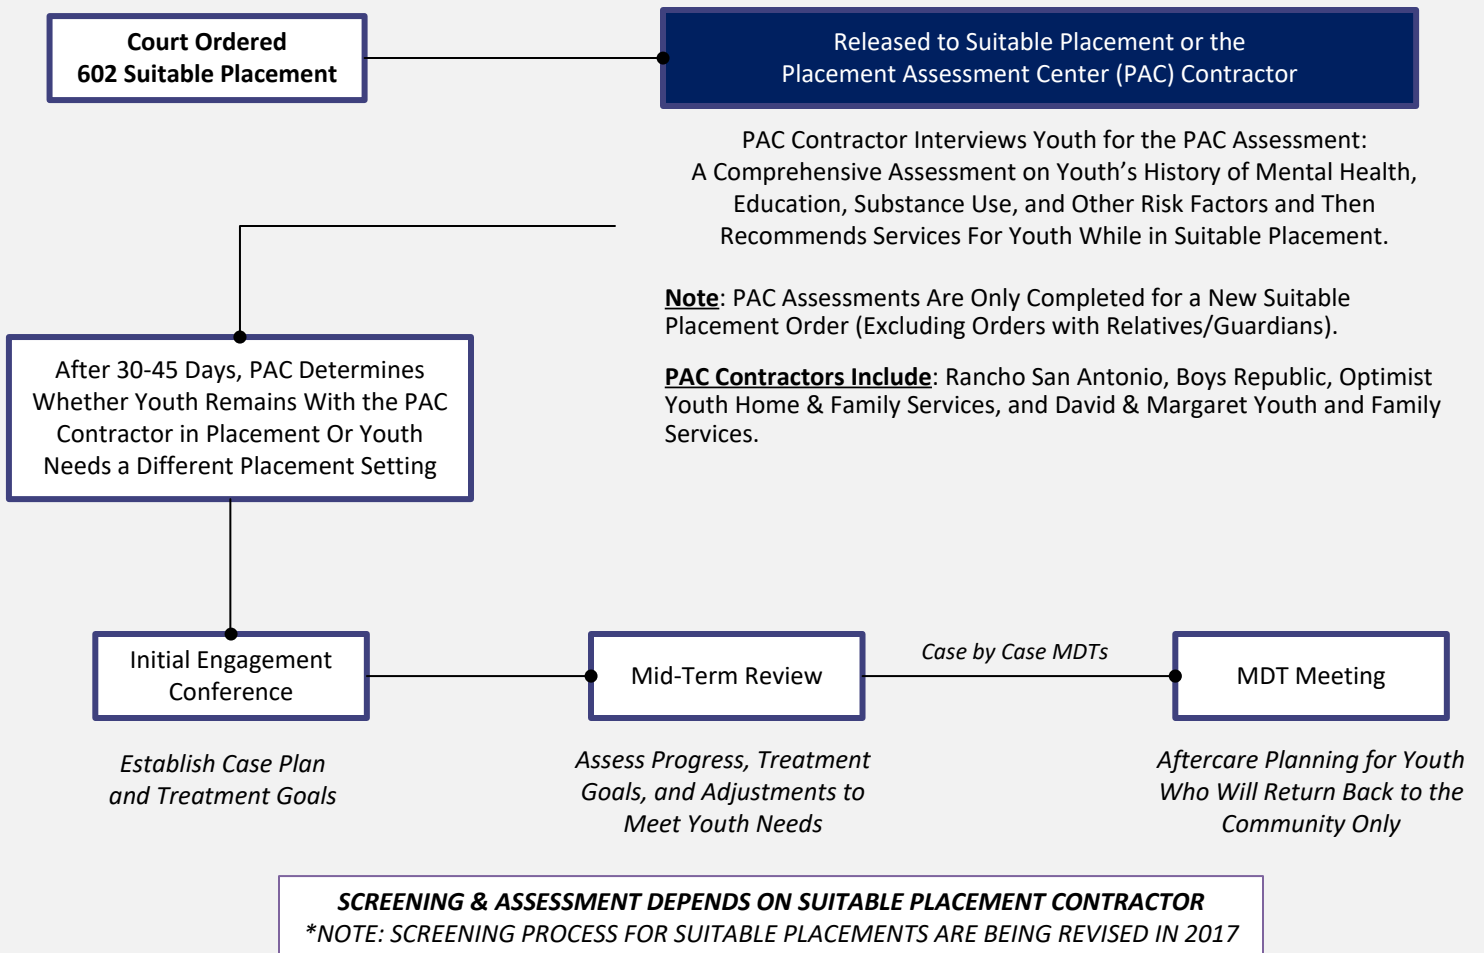 Court Ordered
602 Suitable Placement
Released to Suitable Placement or the
Placement Assessment Center (PAC) Contractor
PAC Contractor Interviews Youth for the PAC Assessment:
A Comprehensive Assessment on Youth’s History of Mental Health,
Education, Substance Use, and Other Risk Factors and Then
Recommends Services For Youth While in Suitable Placement.
Note: PAC Assessments Are Only Completed for a New Suitable
Placement Order (Excluding Orders with Relatives/Guardians).
PAC Contractors Include: Rancho San Antonio, Boys Republic, Optimist
Youth Home & Family Services, and David & Margaret Youth and Family
Services.
After 30-45 Days, PAC Determines
Whether Youth Remains With the PAC
Contractor in Placement Or Youth
Needs a Different Placement Setting
Initial Engagement
Conference
Establish Case Plan
and Treatment Goals
Mid-Term Review
Assess Progress, Treatment
Goals, and Adjustments to
Meet Youth Needs
Case by Case MDTs
MDT Meeting
Aftercare Planning for Youth
Who Will Return Back to the
Community Only
SCREENING & ASSESSMENT DEPENDS ON SUITABLE PLACEMENT CONTRACTOR
*NOTE: SCREENING PROCESS FOR SUITABLE PLACEMENTS ARE BEING REVISED IN 2017